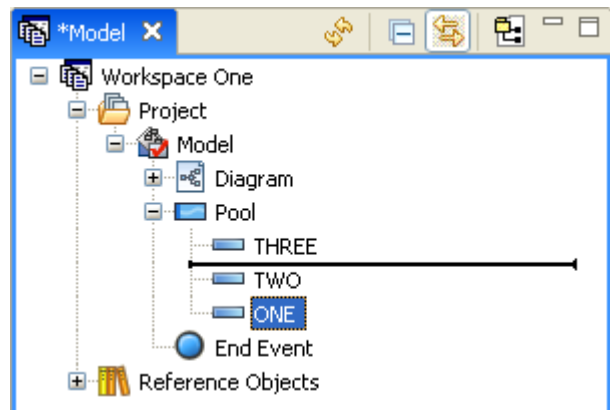 *Model
Workspace One
Project
Model
Diagram
Pool
THREE
TWO
ONE
End Event
Reference Objects